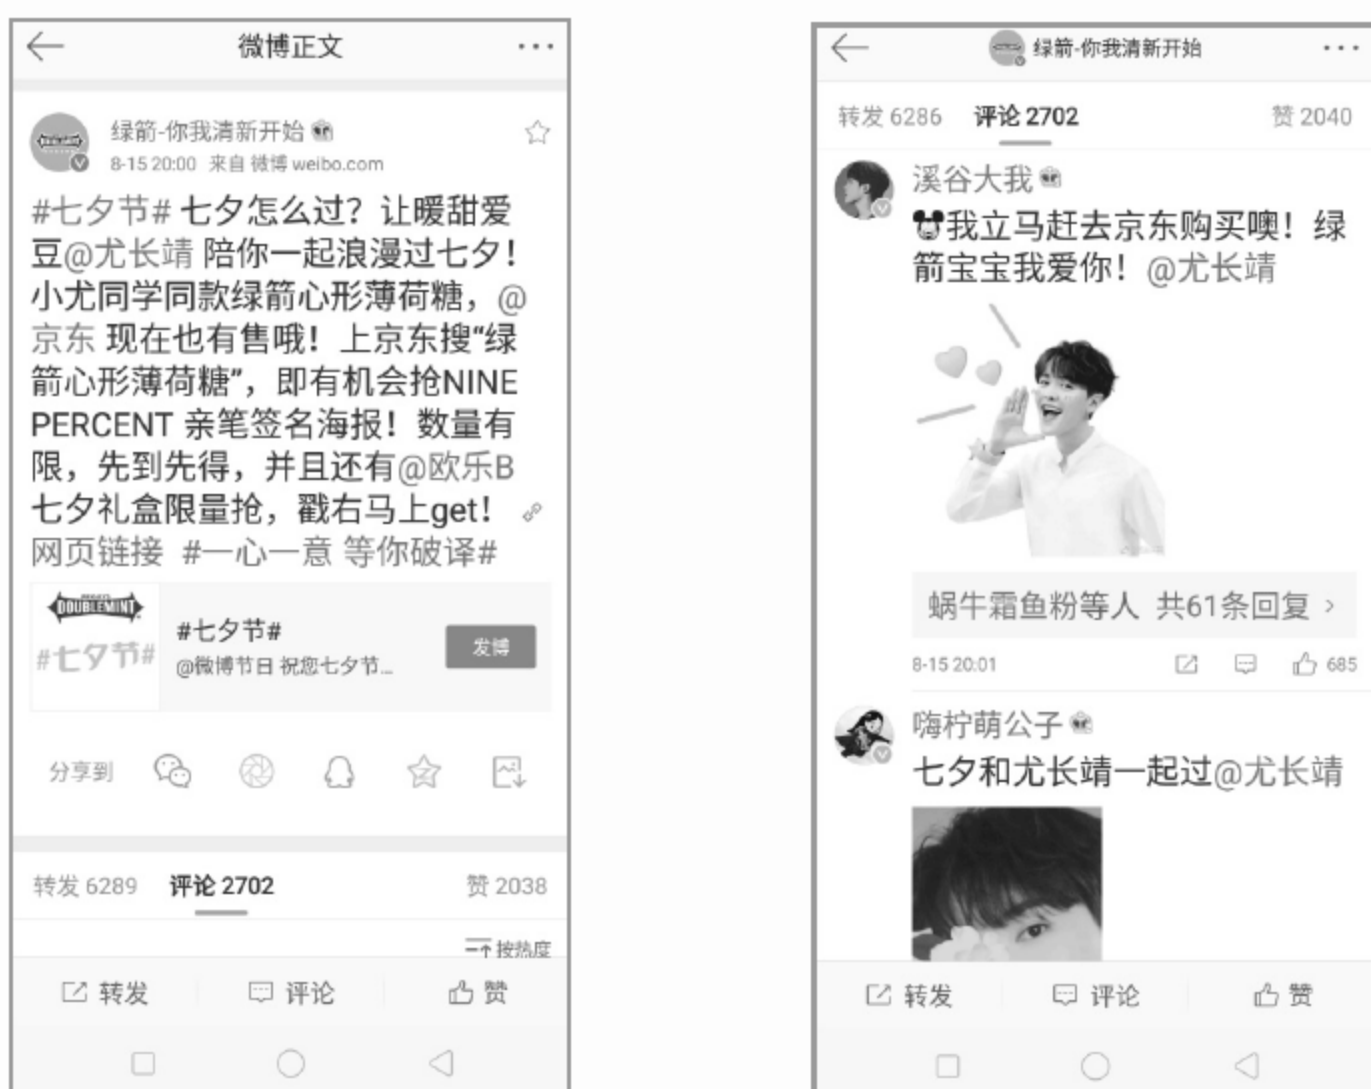 微博正文
绿箭-你我清新开始
8-15 20:00 来自 微博 weibo.com
#七夕节# 七夕怎么过？让暖甜爱
豆@尤长靖 陪你一起浪漫过七夕！
小尤同学同款绿箭心形薄荷糖，@
京东 现在也有售哦！上京东搜“绿
箭心形薄荷糖”，即有机会抢NINE
PERCENT 亲笔签名海报！数量有
限，先到先得，并且还有@欧乐B
七夕礼盒限量抢，戳右马上get！
网页链接 #一心一意 等你破译#
DOUBLEMINT
#七夕节#
#七夕节#
@微博节日 祝您七夕节...
发博
分享到
转发 6289 评论 2702 赞 2038
按热度
转发 评论 赞
绿箭-你我清新开始
转发 6286 评论 2702 赞 2040
溪谷大我
我立马赶去京东购买噢！绿
箭宝宝我爱你！@尤长靖
蜗牛霜鱼粉等人 共61条回复 >
8-15 20:01 685
嗨柠萌公子
七夕和尤长靖一起过@尤长靖
转发 评论 赞